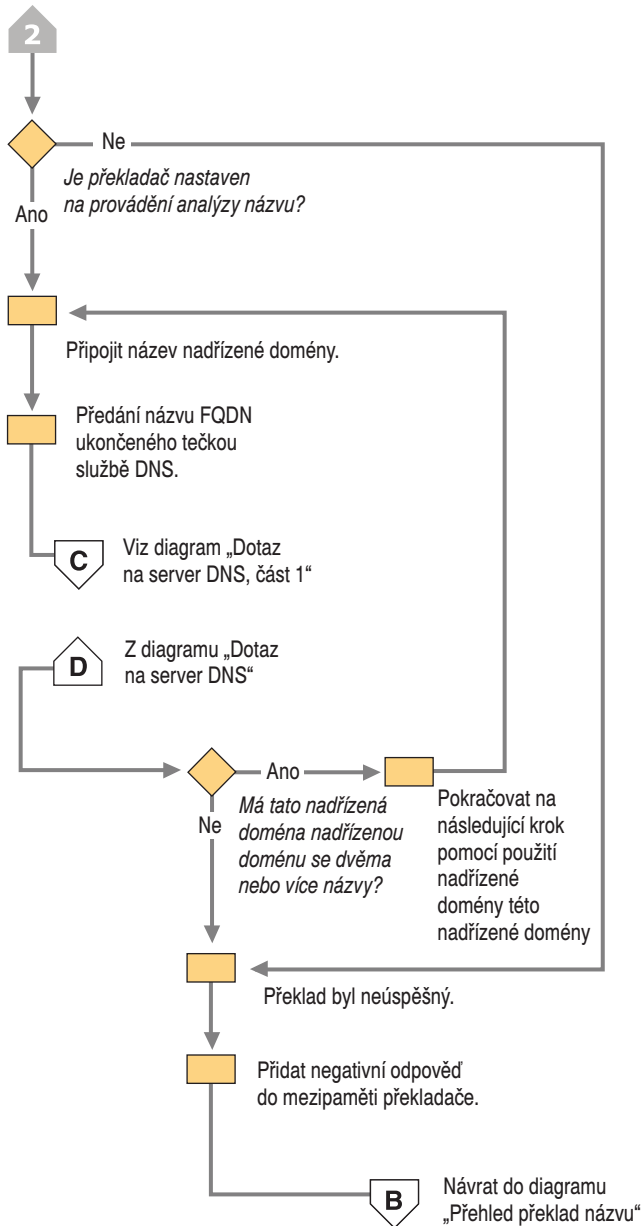 2
Ne
Je překladač nastaven
na provádění analýzy názvu?
Ano
Připojit název nadřízené domény.
Předání názvu FQDN
ukončeného tečkou
službě DNS.
C
Viz diagram „Dotaz
na server DNS, část 1“
D
Z diagramu „Dotaz
na server DNS“
Ano
Ne
Má tato nadřízená
doména nadřízenou
doménu se dvěma
nebo více názvy?
Pokračovat na
následující krok
pomocí použití
nadřízené
domény této
nadřízené domény
Překlad byl neúspěšný.
Přidat negativní odpověď
do mezipaměti překladače.
B
Návrat do diagramu
„Přehled překlad názvu“